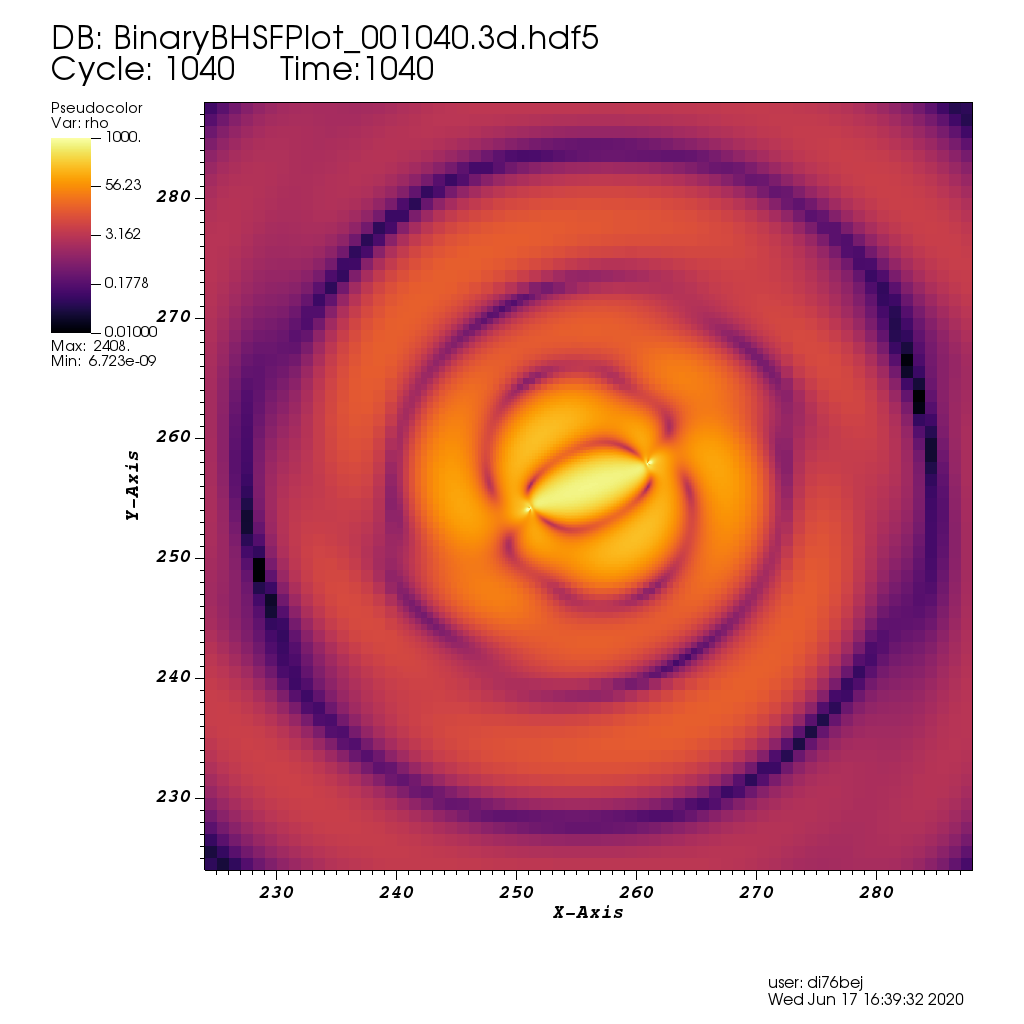 DB: BinaryBHSFPlot_001040.3d.hdf5
Cycle: 1040 Time:1040
Pseudocolor
Var: rho
1000.
56.23
3.162
0.1778
0.01000
Max: 2408.
Min: 6.723e-09
280
270
260
250
240
230
Y-Axis
230 240 250 260 270 280
X-Axis
user: di76bej
Wed Jun 17 16:39:32 2020